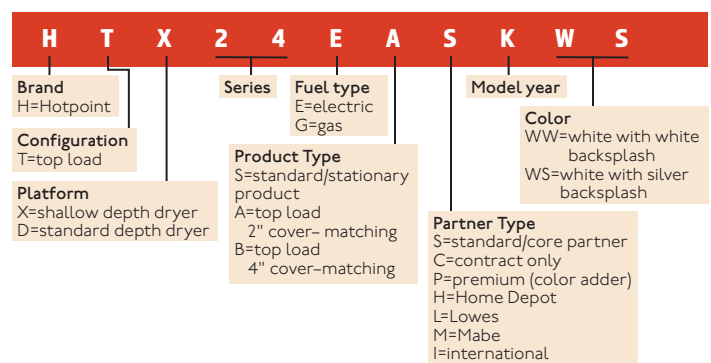 H T X 2 4 E A S K W S
Brand
H=Hotpoint
Configuration
T=top load
Platform
X=shallow depth dryer
D=standard depth dryer
Series
Fuel type
E=electric
G=gas
Product Type
S=standard/stationary
product
A=top load
2" cover– matching
B=top load
4" cover–matching
Model year
Color
WW=white with white
backsplash
WS=white with silver
backsplash
Partner Type
S=standard/core partner
C=contract only
P=premium (color adder)
H=Home Depot
L=Lowes
M=Mabe
I=international